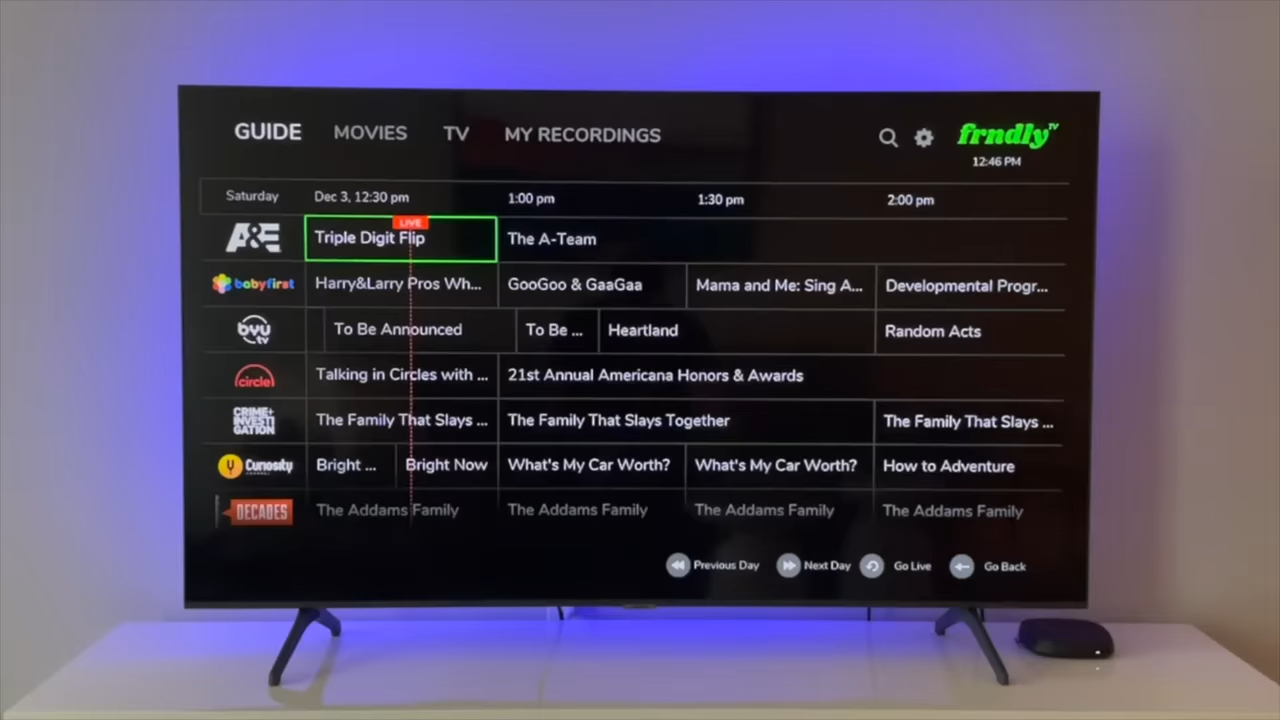 GUIDE MOVIES TV MY RECORDINGS frndly TV
12:46 PM
Saturday Dec 3, 12:30 pm 1:00 pm 1:30 pm 2:00 pm
LIVE
A&E Triple Digit Flip The A-Team
babyfirst Harry&Larry Pros Wh... GooGoo & GaaGaa Mama and Me: Sing A... Developmental Progr...
byu tv To Be Announced To Be ... Heartland Random Acts
circle Talking in Circles with ... 21st Annual Americana Honors & Awards
CRIME+ INVESTIGATION The Family That Slays ... The Family That Slays Together The Family That Slays ...
Curiosity Bright ... Bright Now What's My Car Worth? What's My Car Worth? How to Adventure
DECADES The Addams Family The Addams Family The Addams Family The Addams Family
Previous Day Next Day Go Live Go Back